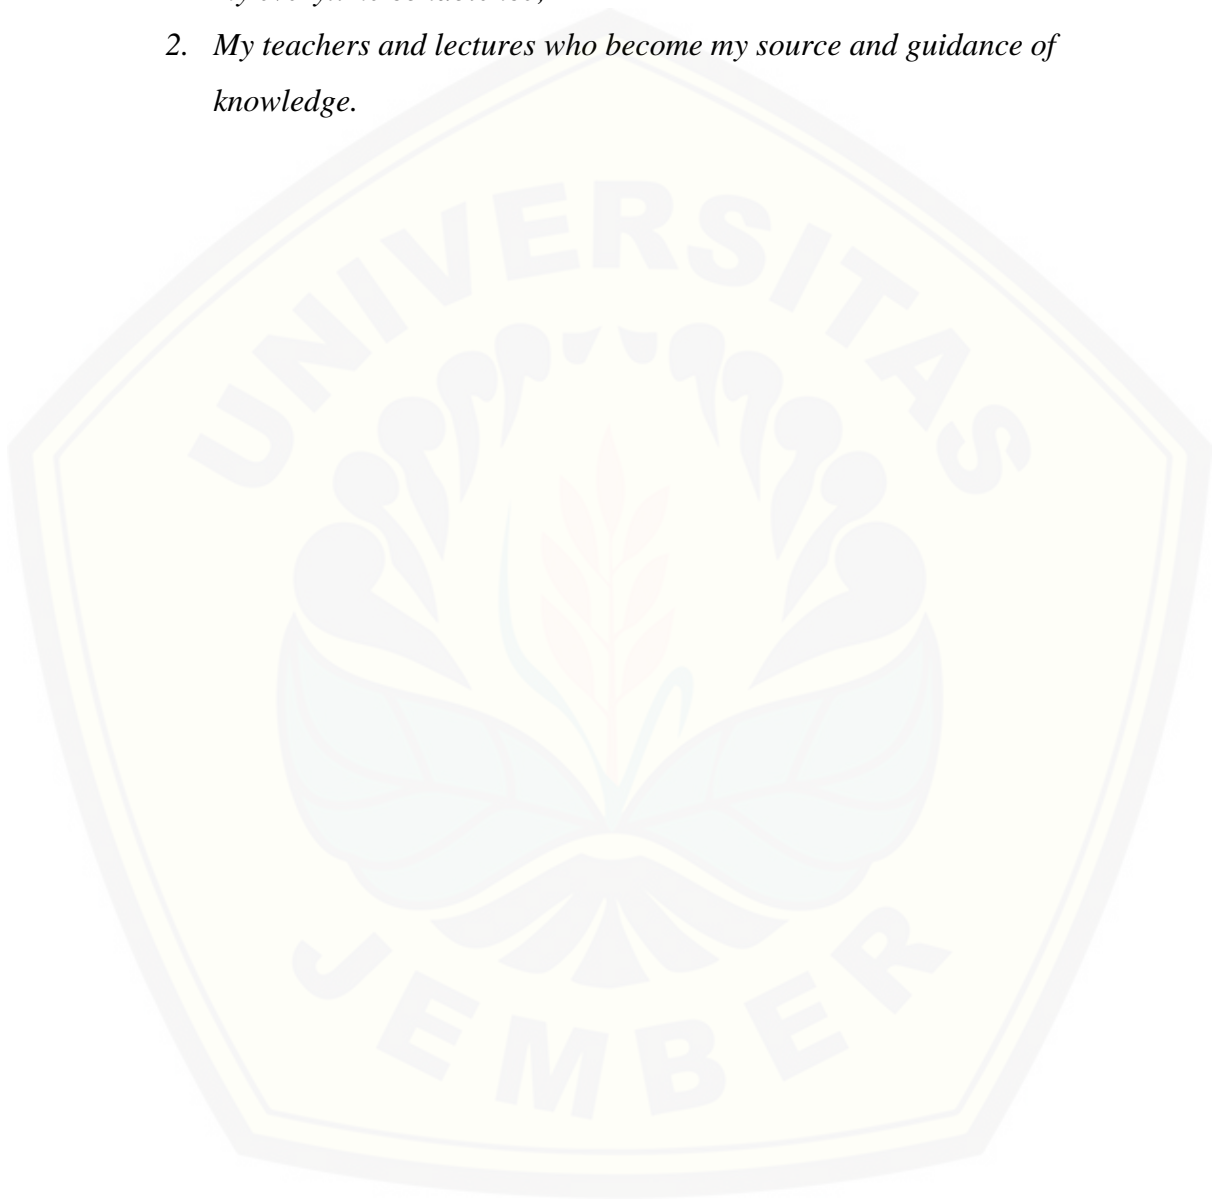 2. My teachers and lectures who become my source and guidance of
knowledge.
UNIVERSITAS
JEMBER